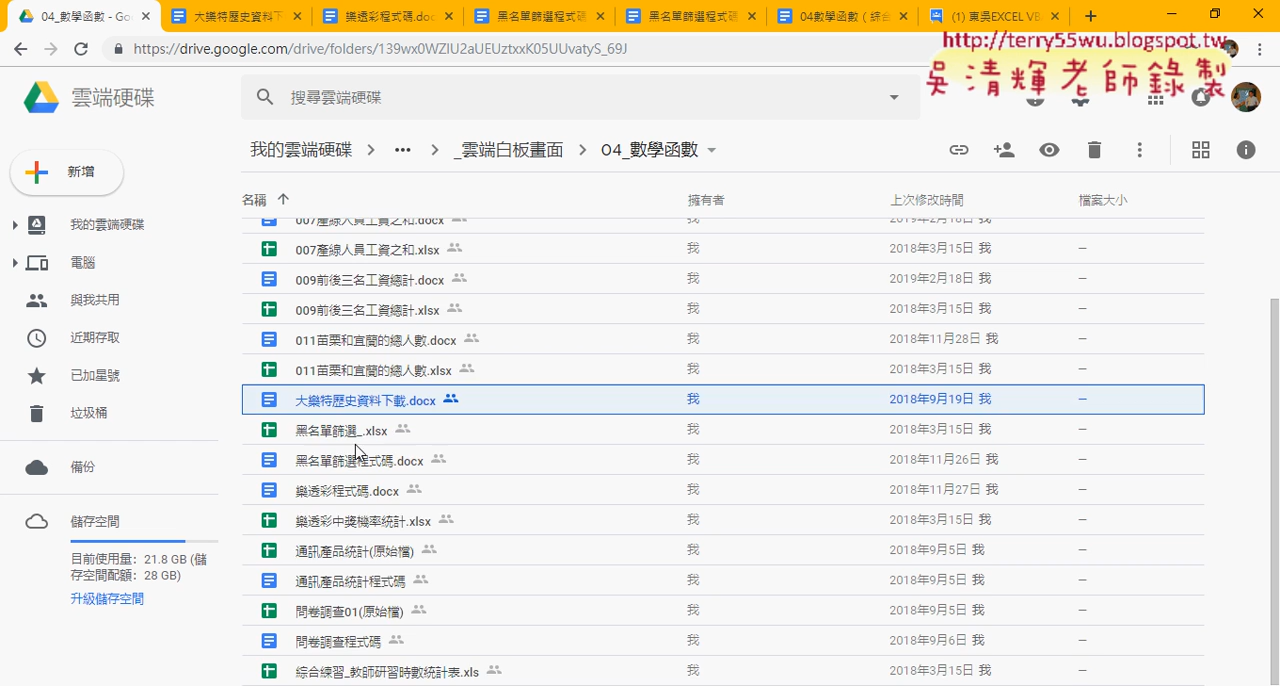 04_數學函數 - Go
大樂特歷史資料下
樂透彩程式碼.doc
黑名單篩選程式碼
黑名單篩選程式碼
04數學函數 ( 綜合
(1) 東吳EXCEL VB
https://drive.google.com/drive/folders/139wx0WZlU2aUEUztxxK05UUvatyS_69J
http://terry55wu.blogspot.tw
吳清輝老師錄製
雲端硬碟
搜尋雲端硬碟
新增
我的雲端硬碟 > ••• > _雲端白板畫面 > 04_數學函數
名稱 擁有者 上次修改時間 檔案大小
我的雲端硬碟
電腦
與我共用
近期存取
已加星號
垃圾桶
備份
儲存空間
目前使用量: 21.8 GB (儲
存空間配額: 28 GB)
升級儲存空間
007產線人員工資之和.docx 我 2019年2月18日 我 –
007產線人員工資之和.xlsx 我 2018年3月15日 我 –
009前後三名工資總計.docx 我 2019年2月18日 我 –
009前後三名工資總計.xlsx 我 2018年3月15日 我 –
011苗栗和宜蘭的總人數.docx 我 2018年11月28日 我 –
011苗栗和宜蘭的總人數.xlsx 我 2018年3月15日 我 –
大樂特歷史資料下載.docx 我 2018年9月19日 我 –
黑名單篩選_.xlsx 我 2018年3月15日 我 –
黑名單篩選程式碼.docx 我 2018年11月26日 我 –
樂透彩程式碼.docx 我 2018年11月27日 我 –
樂透彩中獎機率統計.xlsx 我 2018年3月15日 我 –
通訊產品統計(原始檔) 我 2018年9月5日 我 –
通訊產品統計程式碼 我 2018年9月5日 我 –
問卷調查01(原始檔) 我 2018年9月5日 我 –
問卷調查程式碼 我 2018年9月6日 我 –
綜合練習_教師研習時數統計表.xls 我 2018年3月15日 我 –